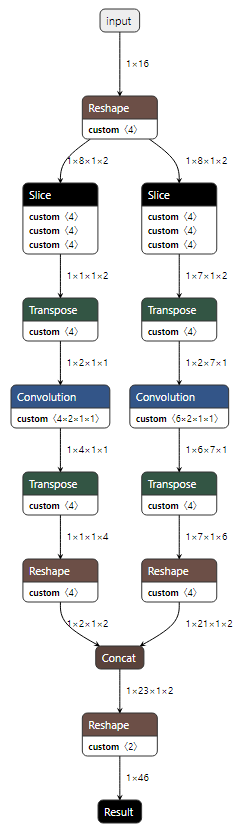 input
1×16
Reshape
custom ⟨4⟩
1×8×1×2 1×8×1×2
Slice Slice
custom ⟨4⟩ custom ⟨4⟩
custom ⟨4⟩ custom ⟨4⟩
custom ⟨4⟩ custom ⟨4⟩
1×1×1×2 1×7×1×2
Transpose Transpose
custom ⟨4⟩ custom ⟨4⟩
1×2×1×1 1×2×7×1
Convolution Convolution
custom ⟨4×2×1×1⟩ custom ⟨6×2×1×1⟩
1×4×1×1 1×6×7×1
Transpose Transpose
custom ⟨4⟩ custom ⟨4⟩
1×1×1×4 1×7×1×6
Reshape Reshape
custom ⟨4⟩ custom ⟨4⟩
1×2×1×2 1×21×1×2
Concat
1×23×1×2
Reshape
custom ⟨2⟩
1×46
Result